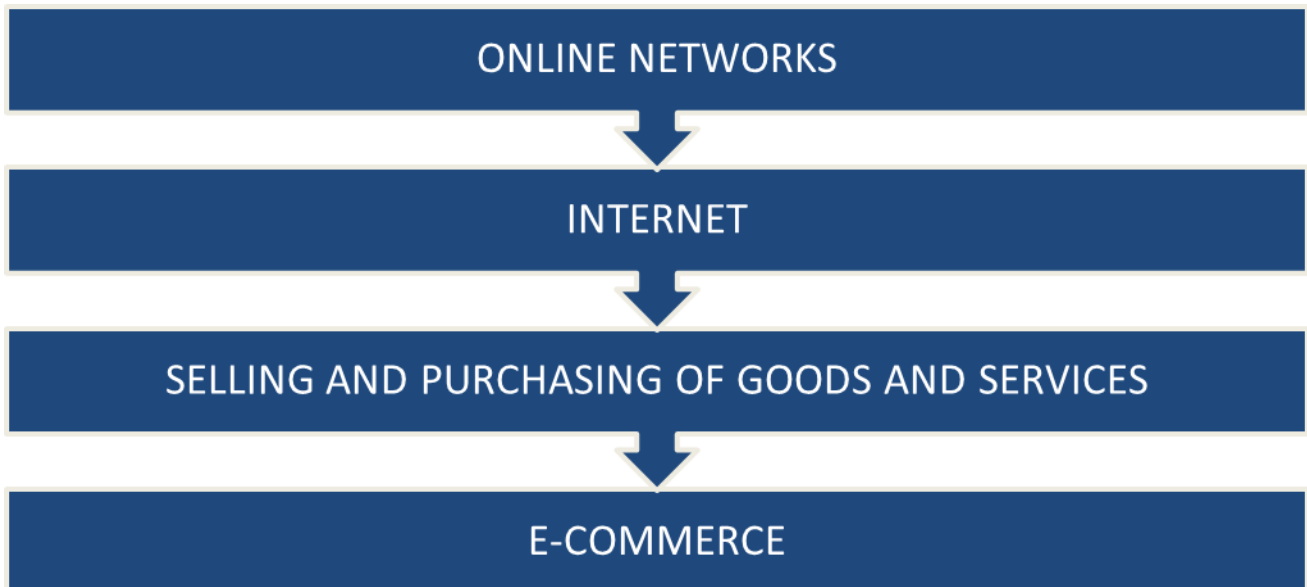 ONLINE NETWORKS
INTERNET
SELLING AND PURCHASING OF GOODS AND SERVICES
E-COMMERCE